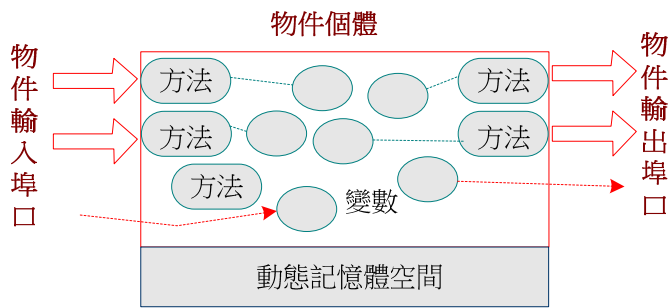 物件個體
物件輸入埠口
方法
方法
方法
方法
方法
變數
物件輸出埠口
動態記憶體空間